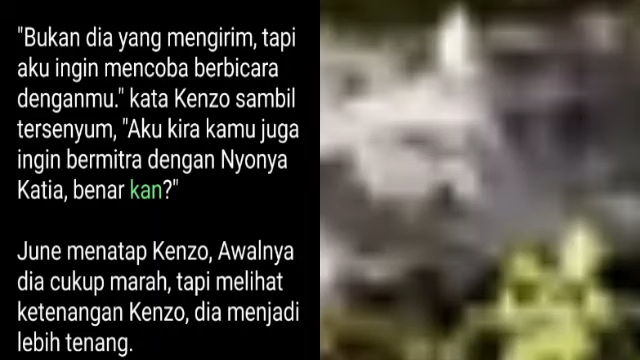 "Bukan dia yang mengirim, tapi
aku ingin mencoba berbicara
denganmu." kata Kenzo sambil
tersenyum, "Aku kira kamu juga
ingin bermitra dengan Nyonya
Katia, benar kan?"
June menatap Kenzo, Awalnya
dia cukup marah, tapi melihat
ketenangan Kenzo, dia menjadi
lebih tenang.